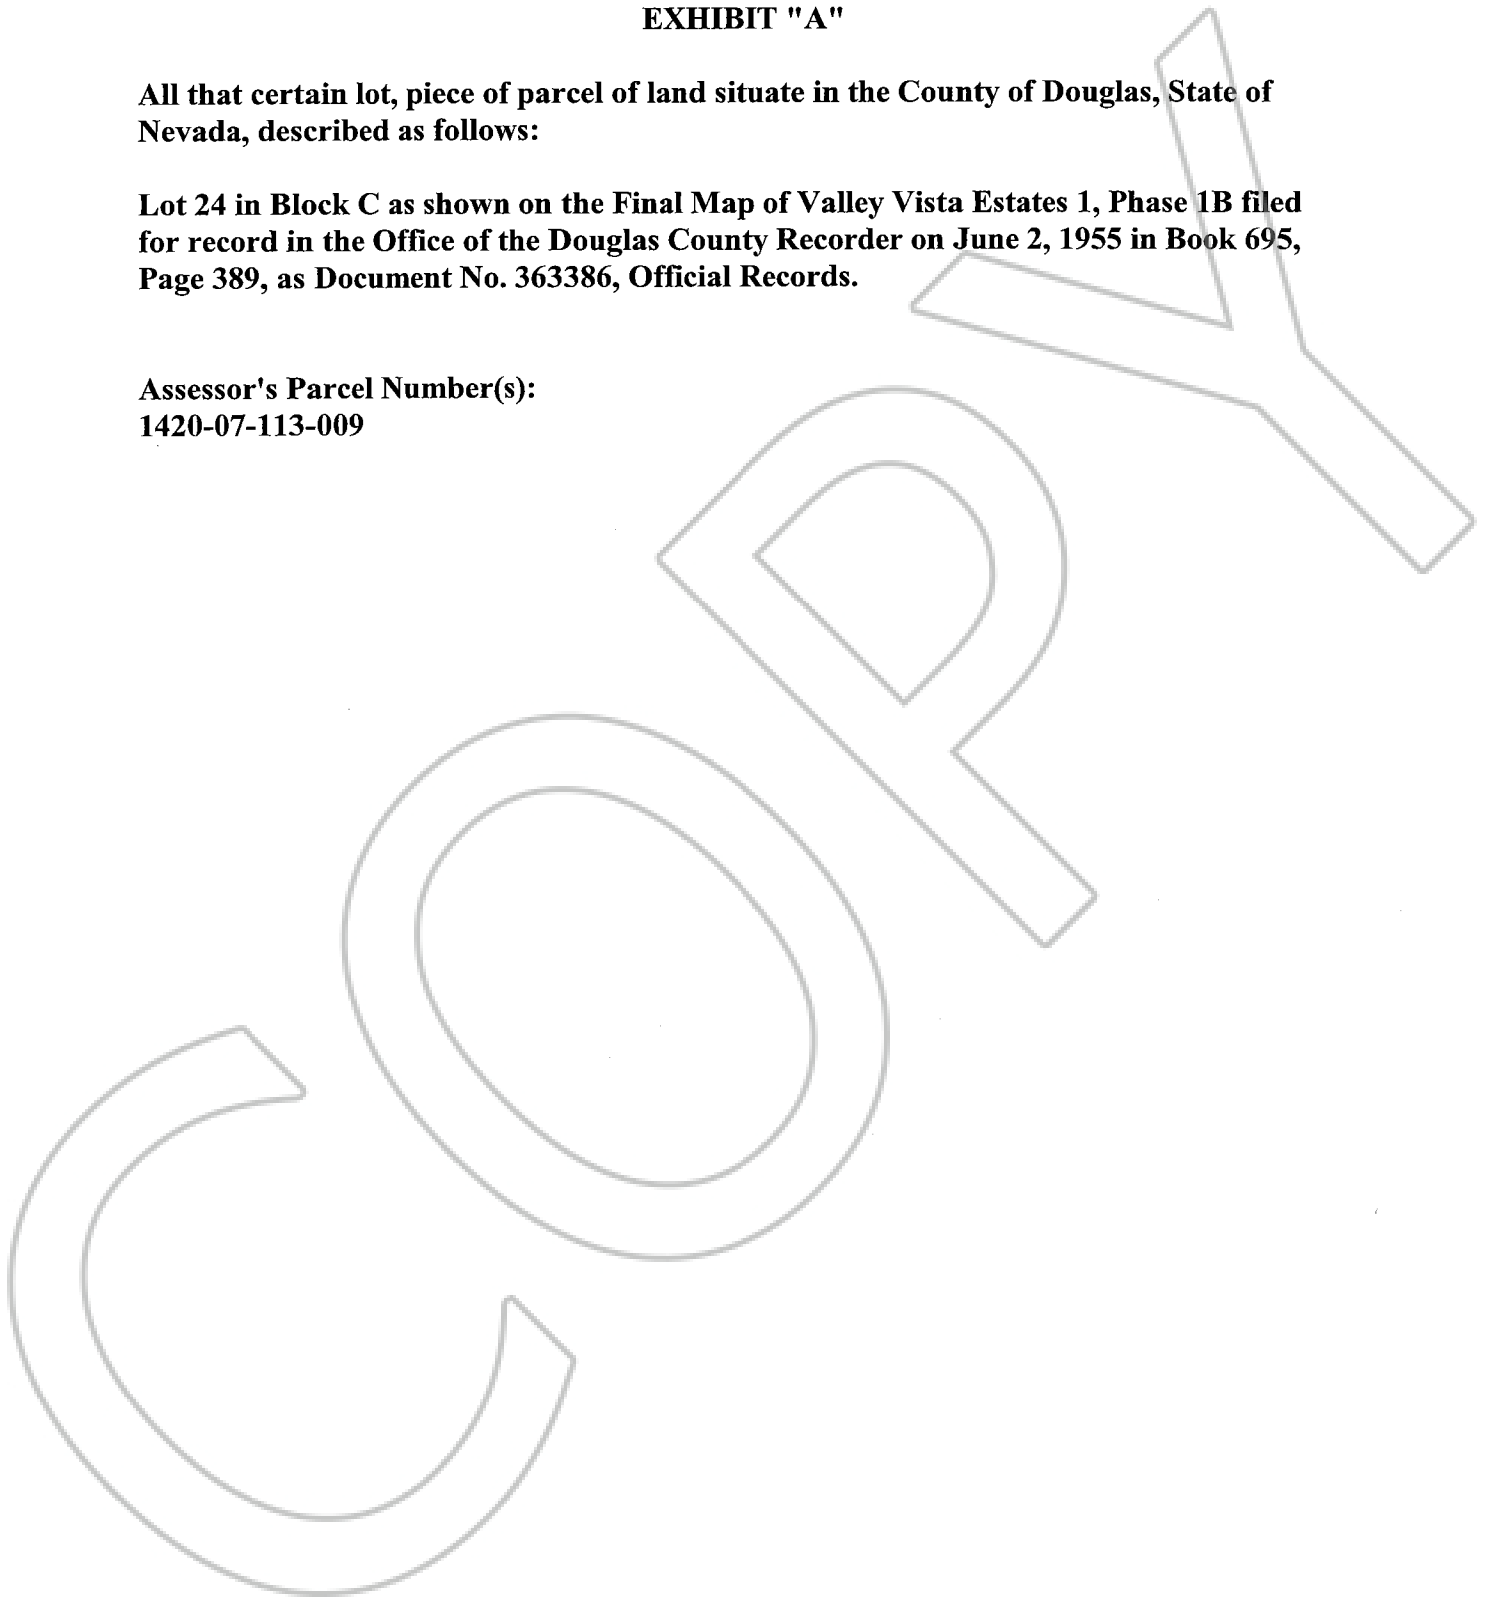 EXHIBIT "A"
All that certain lot, piece of parcel of land situate in the County of Douglas, State of
Nevada, described as follows:
Lot 24 in Block C as shown on the Final Map of Valley Vista Estates 1, Phase 1B filed
for record in the Office of the Douglas County Recorder on June 2, 1955 in Book 695,
Page 389, as Document No. 363386, Official Records.
Assessor's Parcel Number(s):
1420-07-113-009
COPY